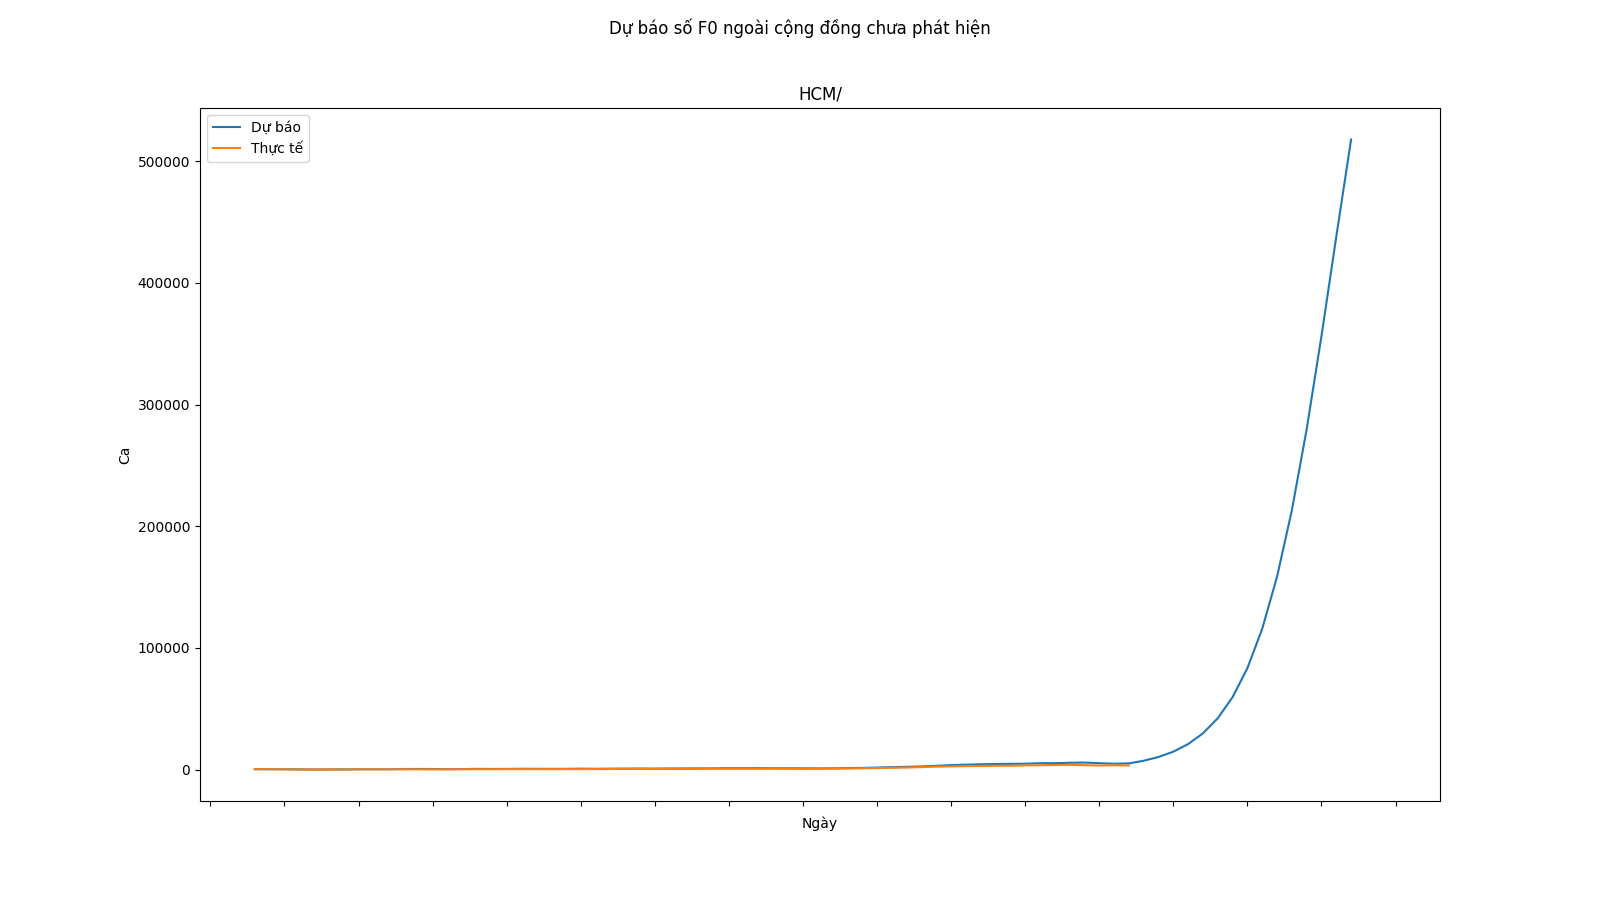 Dự báo số F0 ngoài cộng đồng chưa phát hiện
HCM/
Dự báo
Thực tế
500000
400000
300000
200000
100000
0
Ca
Ngày